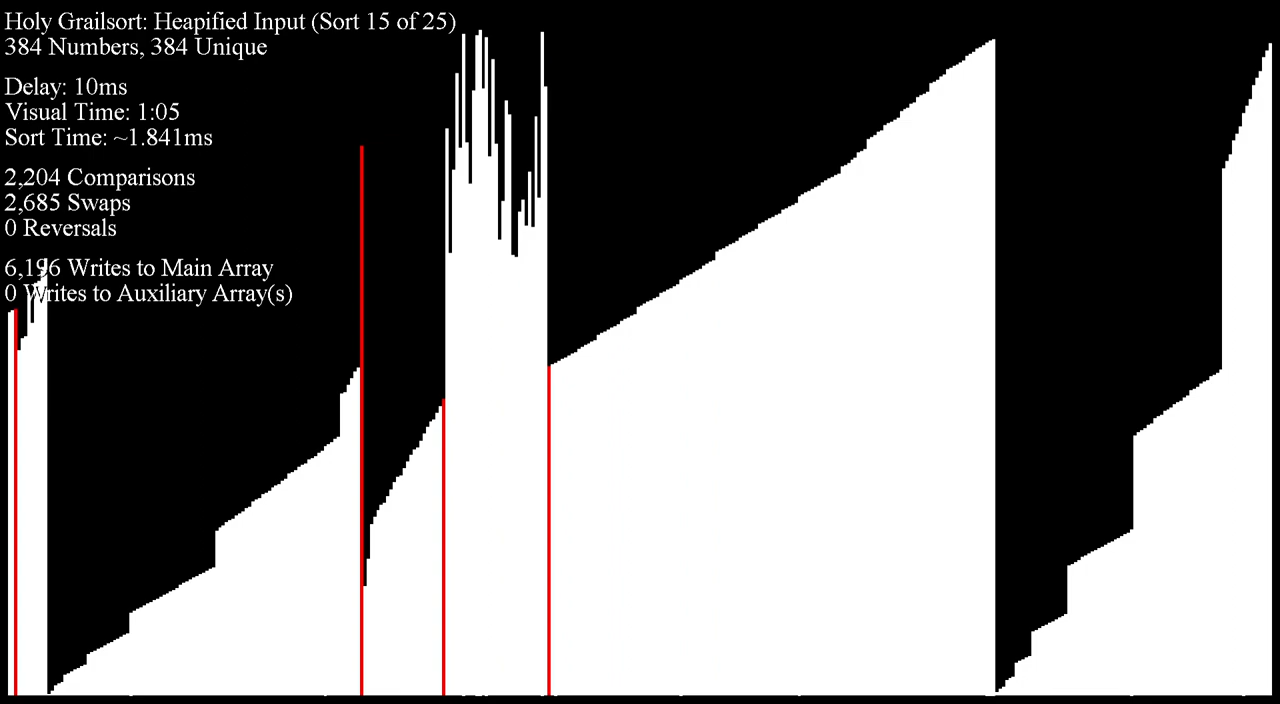 Holy Grailsort: Heapified Input (Sort 15 of 25)
384 Numbers, 384 Unique
Delay: 10ms
Visual Time: 1:05
Sort Time: ~1.841ms
2,204 Comparisons
2,685 Swaps
0 Reversals
6,196 Writes to Main Array
0 Writes to Auxiliary Array(s)